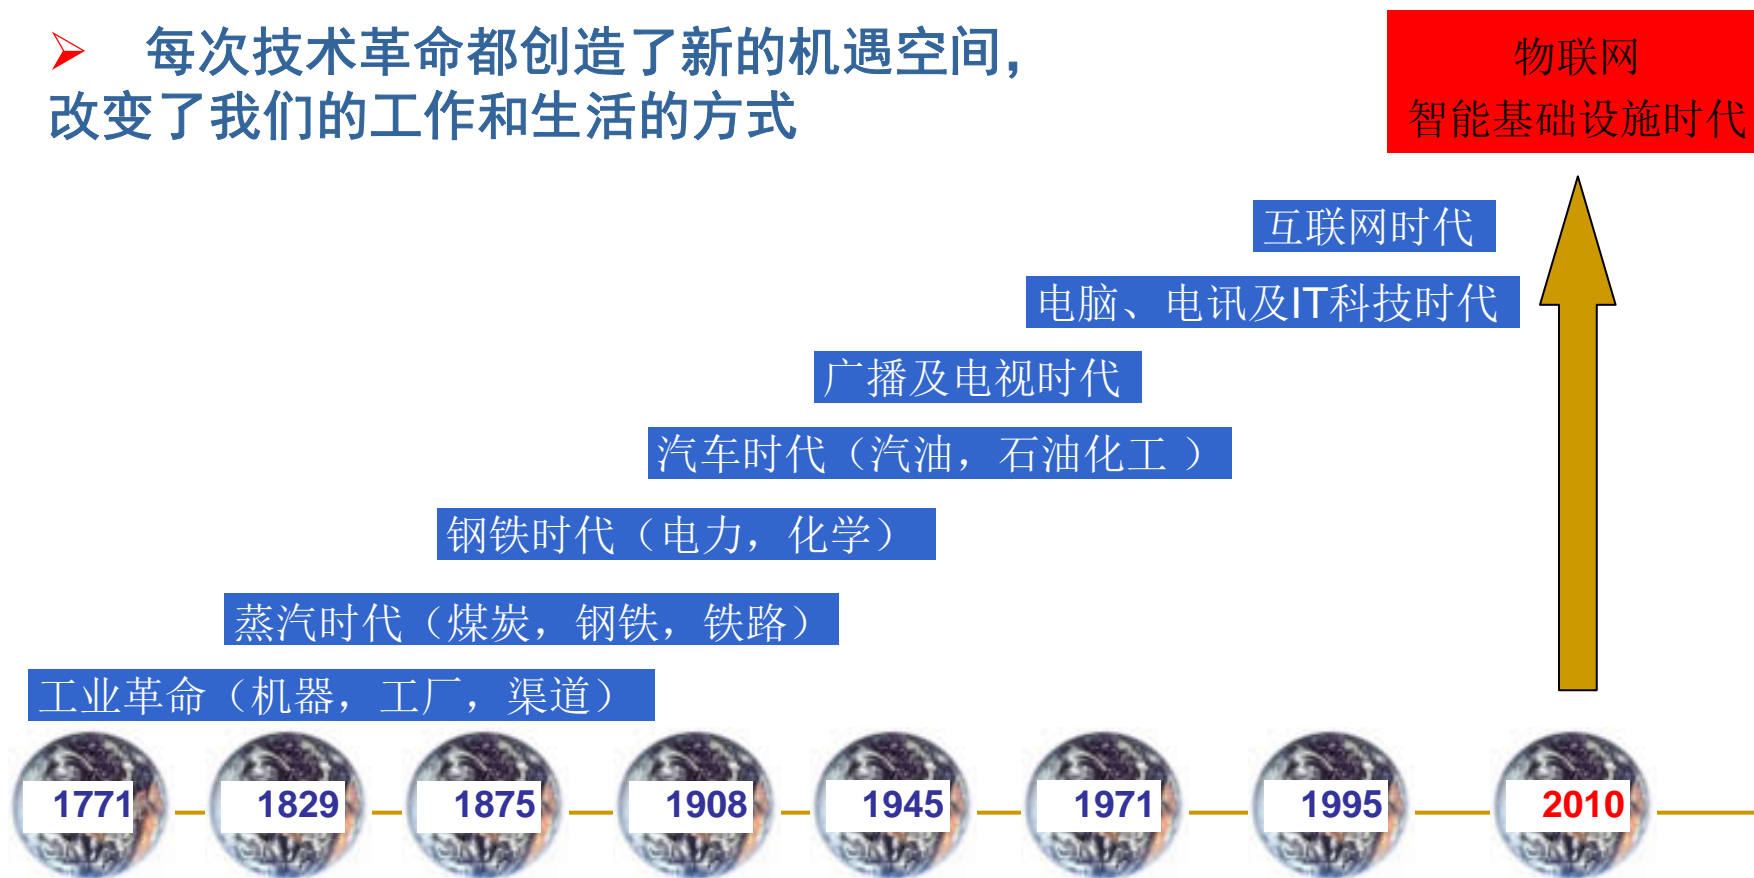 每次技术革命都创造了新的机遇空间，
改变了我们的工作和生活的方式
物联网
智能基础设施时代
互联网时代
电脑、电讯及IT科技时代
广播及电视时代
汽车时代（汽油，石油化工 ）
钢铁时代（电力，化学）
蒸汽时代（煤炭，钢铁，铁路）
工业革命（机器，工厂，渠道）
1771 1829 1875 1908 1945 1971 1995 2010